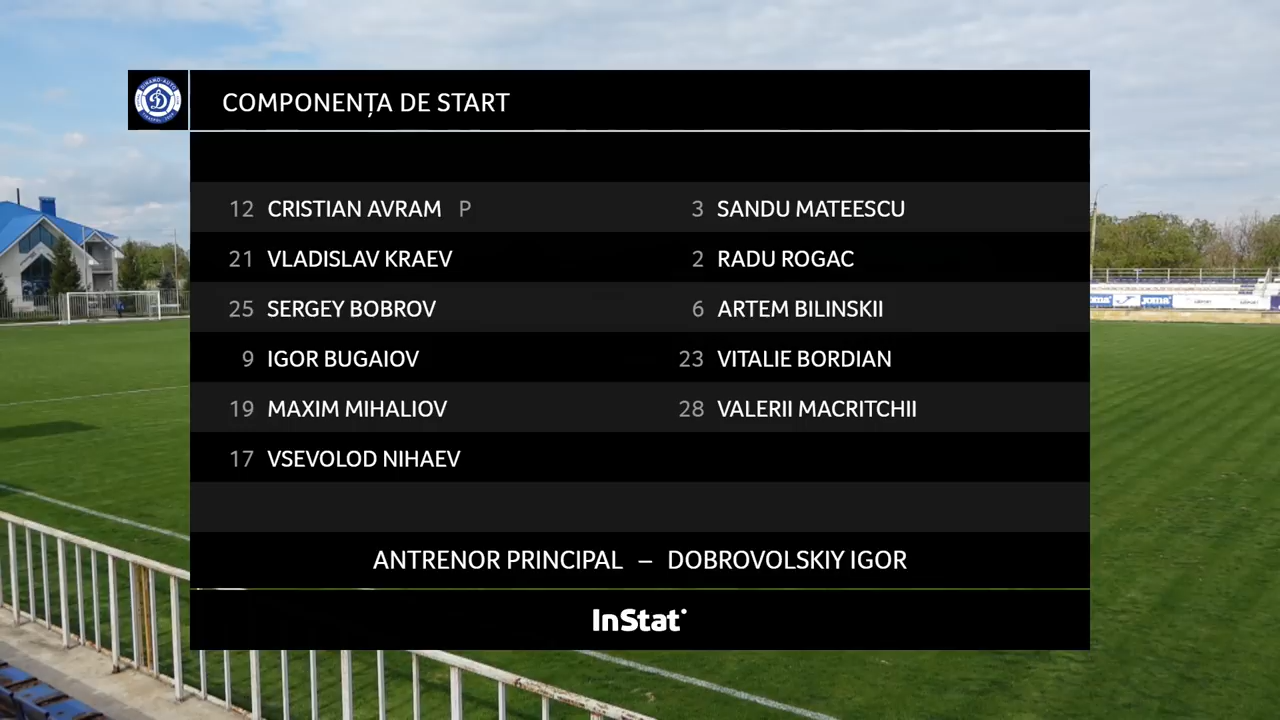 COMPONENȚA DE START
12 CRISTIAN AVRAM P
3 SANDU MATEESCU
21 VLADISLAV KRAEV
2 RADU ROGAC
25 SERGEY BOBROV
6 ARTEM BILINSKII
9 IGOR BUGAIOV
23 VITALIE BORDIAN
19 MAXIM MIHALIOV
28 VALERII MACRITCHII
17 VSEVOLOD NIHAEV
ANTRENOR PRINCIPAL – DOBROVOLSKIY IGOR
InStat
joma